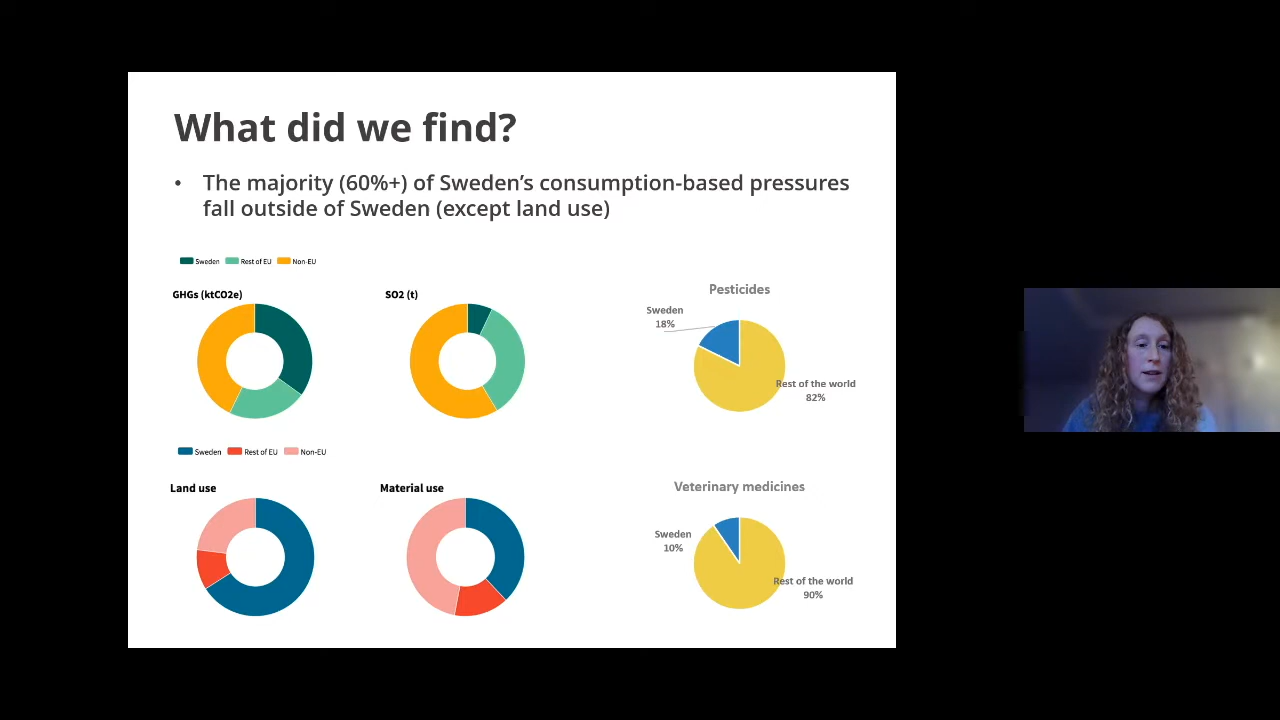 What did we find?
• The majority (60%+) of Sweden's consumption-based pressures
fall outside of Sweden (except land use)
Sweden Rest of EU Non-EU
GHGs (ktCO2e)
SO2 (t)
Pesticides
Sweden
18%
Rest of the world
82%
Sweden Rest of EU Non-EU
Land use
Material use
Veterinary medicines
Sweden
10%
Rest of the world
90%